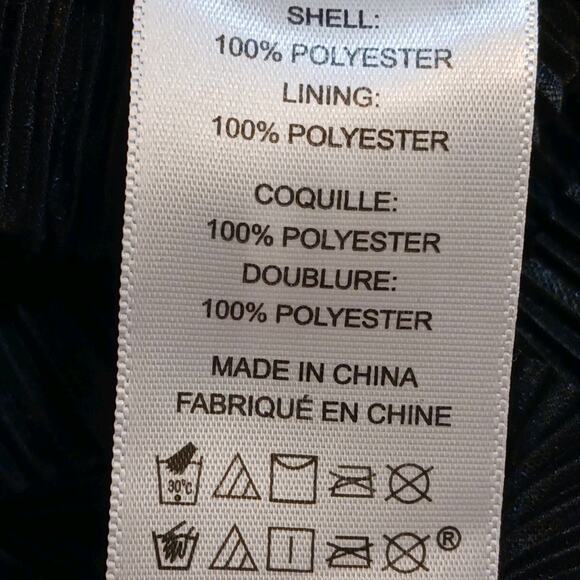 SHELL:
100% POLYESTER
LINING:
100% POLYESTER
COQUILLE:
100% POLYESTER
DOUBLURE:
100% POLYESTER
MADE IN CHINA
FABRIQUÉ EN CHINE
30°C
®